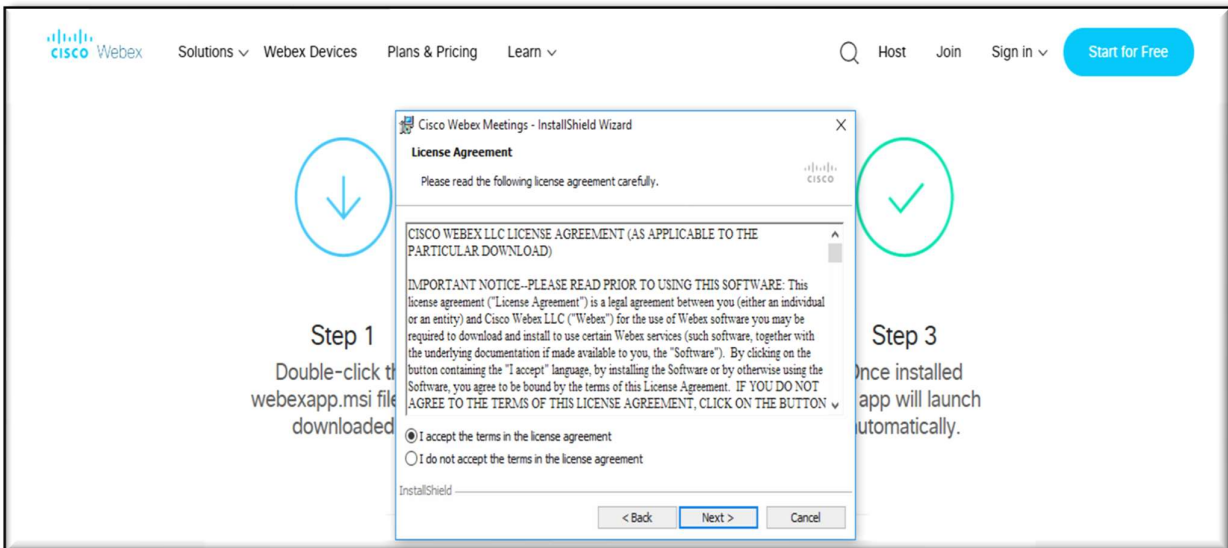 CISCO Webex Solutions Webex Devices Plans & Pricing Learn Host Join Sign in Start for Free
Cisco Webex Meetings - InstallShield Wizard
License Agreement
Please read the following license agreement carefully.
CISCO
CISCO WEBEX LLC LICENSE AGREEMENT (AS APPLICABLE TO THE
PARTICULAR DOWNLOAD)
IMPORTANT NOTICE--PLEASE READ PRIOR TO USING THIS SOFTWARE: This
license agreement ("License Agreement") is a legal agreement between you (either an individual
or an entity) and Cisco Webex LLC ("Webex") for the use of Webex software you may be
required to download and install to use certain Webex services (such software, together with
the underlying documentation if made available to you, the "Software"). By clicking on the
button containing the "I accept" language, by installing the Software or by otherwise using the
Software, you agree to be bound by the terms of this License Agreement. IF YOU DO NOT
AGREE TO THE TERMS OF THIS LICENSE AGREEMENT, CLICK ON THE BUTTON
I accept the terms in the license agreement
I do not accept the terms in the license agreement
InstallShield
< Back Next > Cancel
Step 1
Double-click
webexapp.msi
downloaded
Step 3
installed
app will launch
automatically.